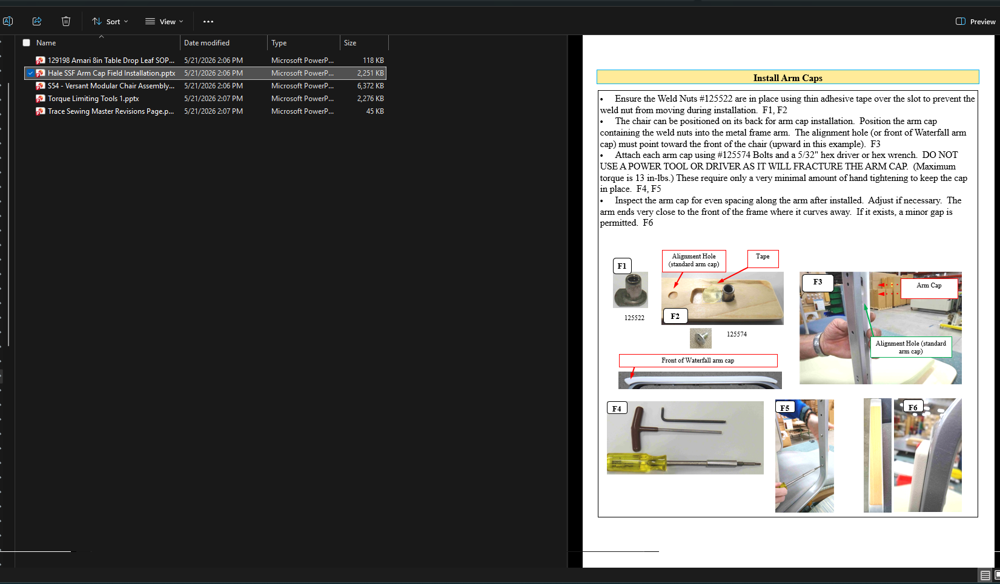 Sort
View
Preview
Name
Date modified
Type
Size
129198 Amari 8in Table Drop Leaf SOP...
5/21/2026 2:06 PM
Microsoft PowerP...
118 KB
Hale SSF Arm Cap Field Installation.pptx
5/21/2026 2:06 PM
Microsoft PowerP...
2,251 KB
S54 - Versant Modular Chair Assembly...
5/21/2026 2:06 PM
Microsoft PowerP...
6,372 KB
Torque Limiting Tools 1.pptx
5/21/2026 2:07 PM
Microsoft PowerP...
2,276 KB
Trace Sewing Master Revisions Page.p...
5/21/2026 2:07 PM
Microsoft PowerP...
45 KB
Install Arm Caps
• Ensure the Weld Nuts #125522 are in place using thin adhesive tape over the slot to prevent the
weld nut from moving during installation. F1, F2
• The chair can be positioned on its back for arm cap installation. Position the arm cap
containing the weld nuts into the metal frame arm. The alignment hole (or front of Waterfall arm
cap) must point toward the front of the chair (upward in this example). F3
• Attach each arm cap using #125574 Bolts and a 5/32" hex driver or hex wrench. DO NOT
USE A POWER TOOL OR DRIVER AS IT WILL FRACTURE THE ARM CAP. (Maximum
torque is 13 in-lbs.) These require only a very minimal amount of hand tightening to keep the cap
in place. F4, F5
• Inspect the arm cap for even spacing along the arm after installed. Adjust if necessary. The
arm ends very close to the front of the frame where it curves away. If it exists, a minor gap is
permitted. F6
F1
Alignment Hole
(standard arm cap)
Tape
F3
Arm Cap
125522
F2
125574
Alignment Hole (standard
arm cap)
Front of Waterfall arm cap
F4
F5
F6